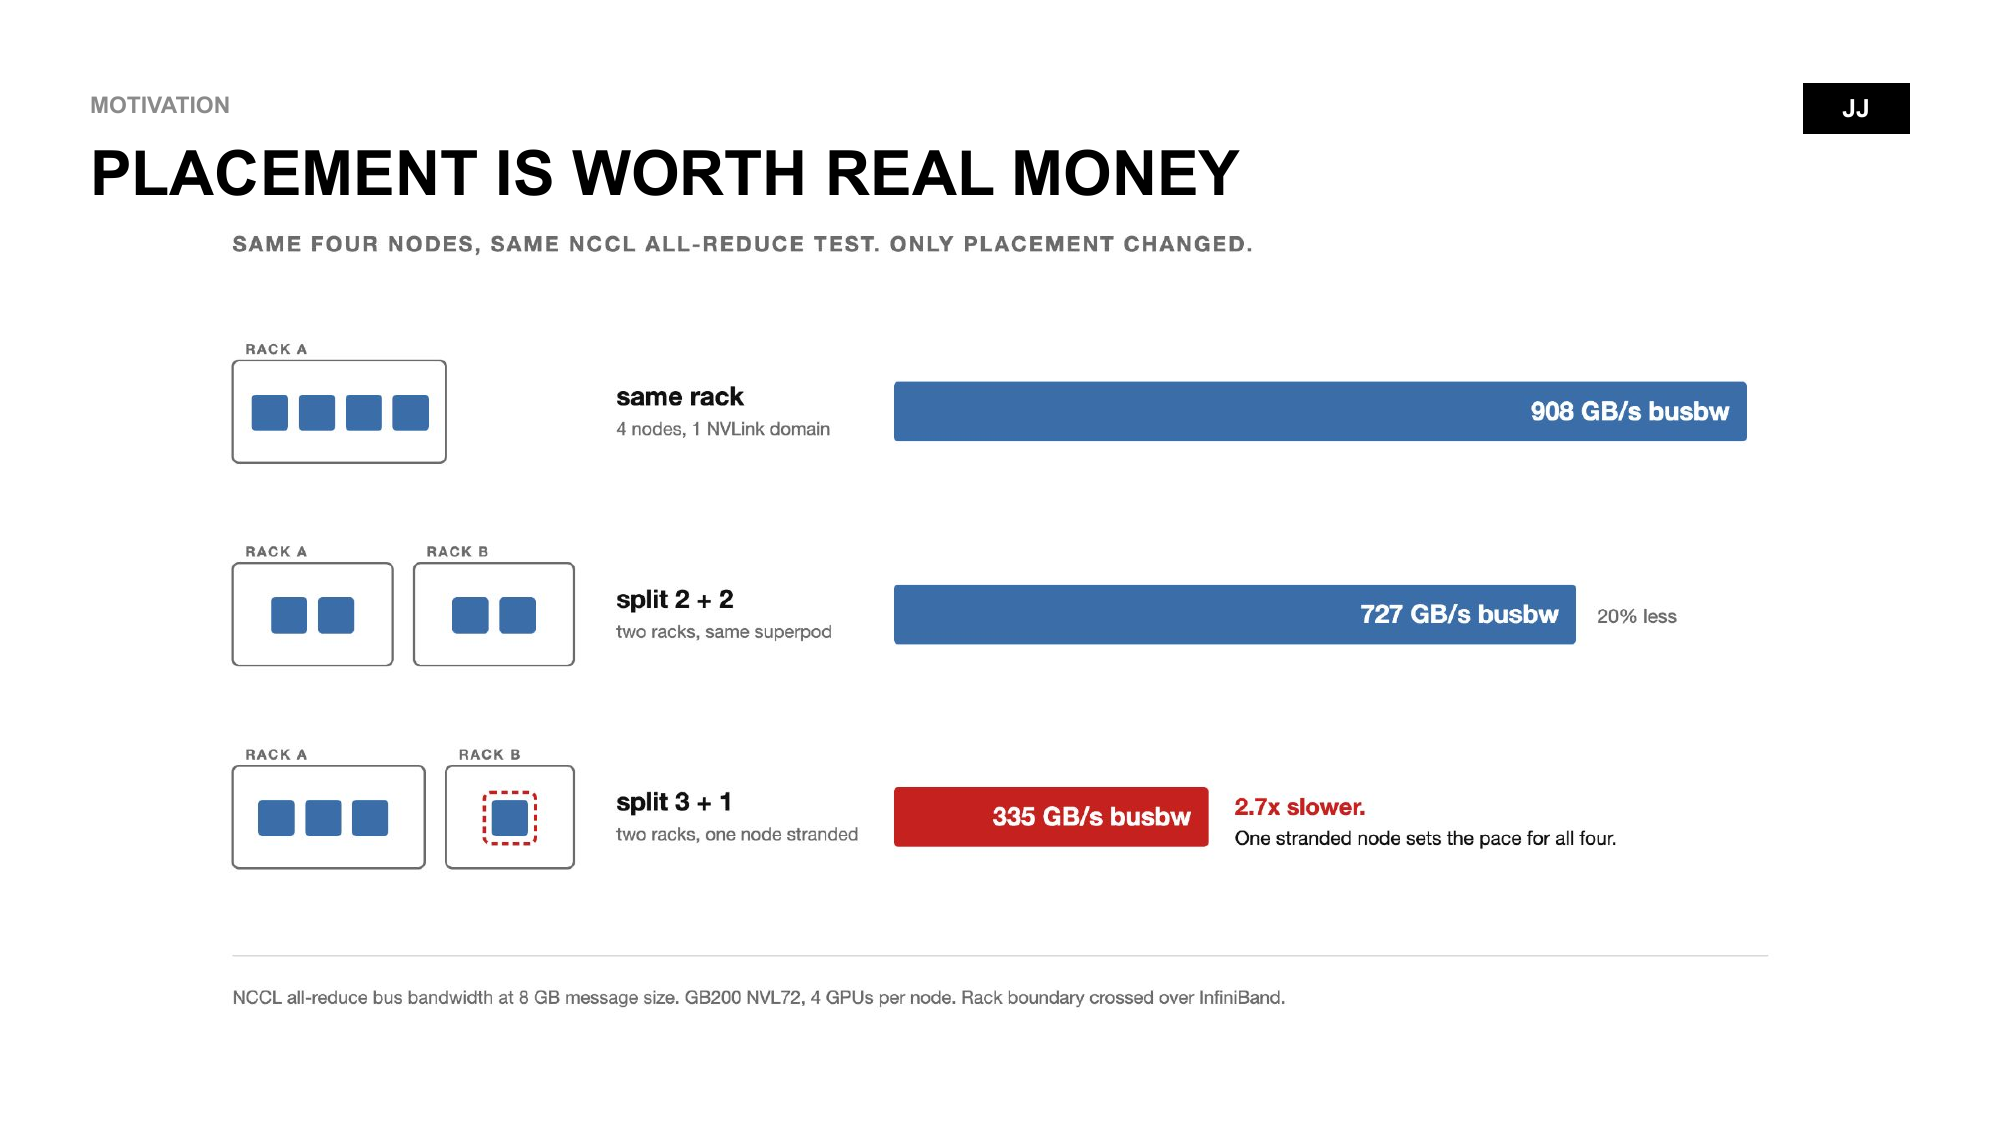 MOTIVATION
JJ
PLACEMENT IS WORTH REAL MONEY
SAME FOUR NODES, SAME NCCL ALL-REDUCE TEST. ONLY PLACEMENT CHANGED.
RACK A
same rack
4 nodes, 1 NVLink domain
908 GB/s busbw
RACK A
RACK B
split 2 + 2
two racks, same superpod
727 GB/s busbw
20% less
RACK A
RACK B
split 3 + 1
two racks, one node stranded
335 GB/s busbw
2.7x slower.
One stranded node sets the pace for all four.
NCCL all-reduce bus bandwidth at 8 GB message size. GB200 NVL72, 4 GPUs per node. Rack boundary crossed over InfiniBand.